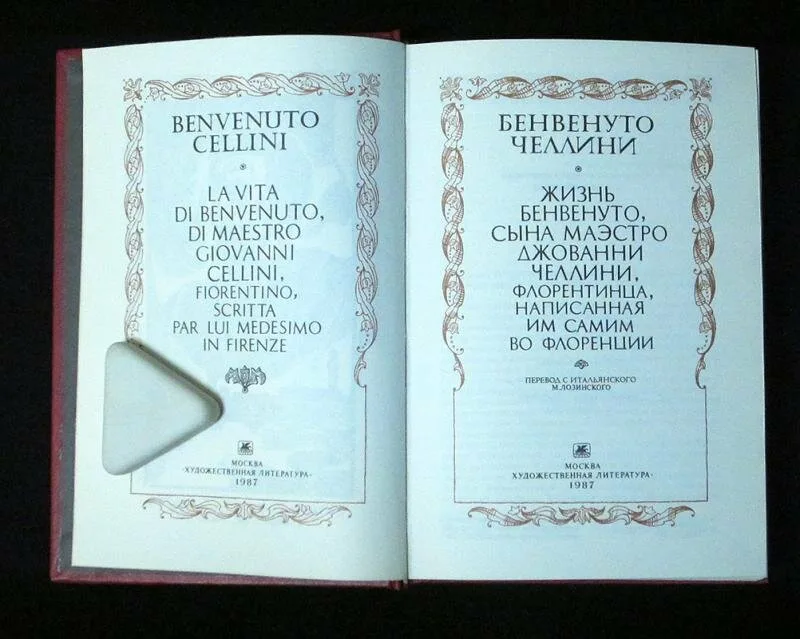 BENVENUTO
CELLINI
LA VITA
DI BENVENUTO,
DI MAESTRO
GIOVANNI
CELLINI,
FIORENTINO,
SCRITTA
PAR LUI MEDESIMO
IN FIRENZE
МОСКВА
«ХУДОЖЕСТВЕННАЯ ЛИТЕРАТУРА»
1987
БЕНВЕНУТО
ЧЕЛЛИНИ
ЖИЗНЬ
БЕНВЕНУТО,
СЫНА МАЭСТРО
ДЖОВАННИ
ЧЕЛЛИНИ,
ФЛОРЕНТИНЦА,
НАПИСАННАЯ
ИМ САМИМ
ВО ФЛОРЕНЦИИ
ПЕРЕВОД С ИТАЛЬЯНСКОГО
М.ЛОЗИНСКОГО
МОСКВА
«ХУДОЖЕСТВЕННАЯ ЛИТЕРАТУРА»
1987